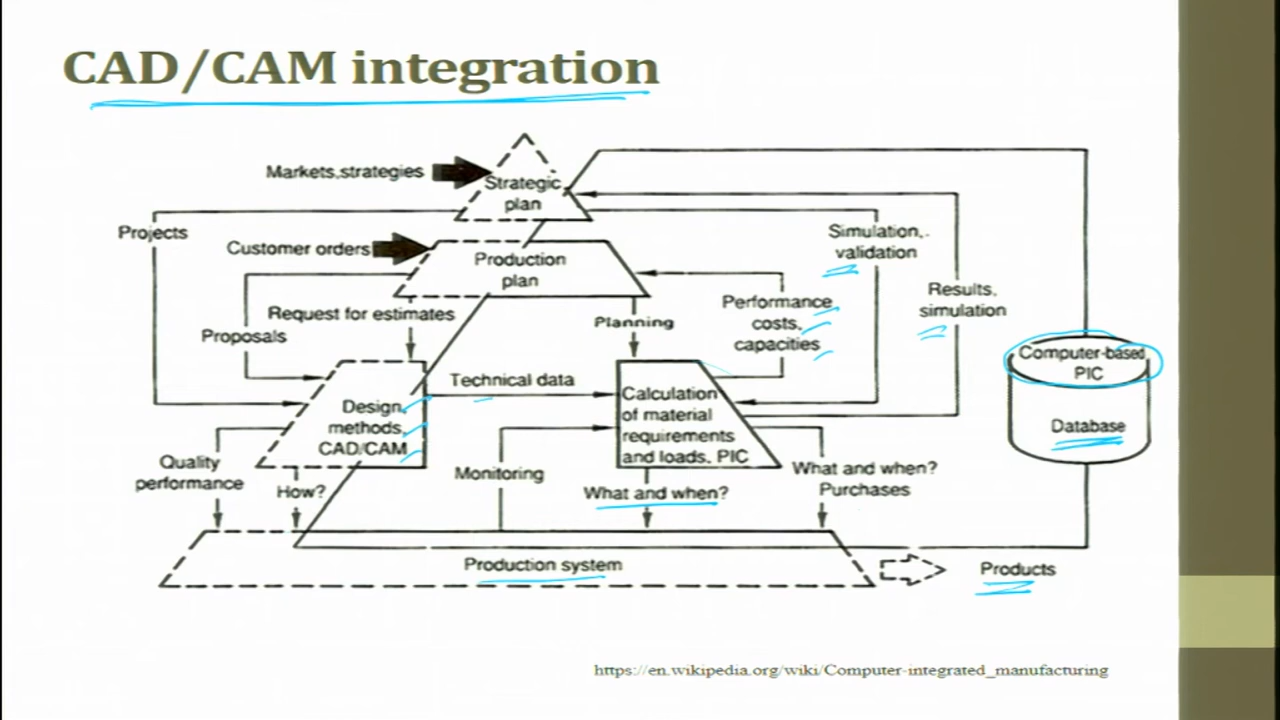 CAD/CAM integration
Markets,strategies
Strategic
plan
Projects
Customer orders
Production
plan
Simulation,
validation
Request for estimates
Proposals
Planning
Performance
costs,
capacities
Results,
simulation
Computer-based
PIC
Database
Technical data
Design,
methods,
CAD/CAM
Calculation
of material
requirements
and loads, PIC
Quality
performance
How?
Monitoring
What and when?
What and when?
Purchases
Production system
Products
https://en.wikipedia.org/wiki/Computer-integrated_manufacturing